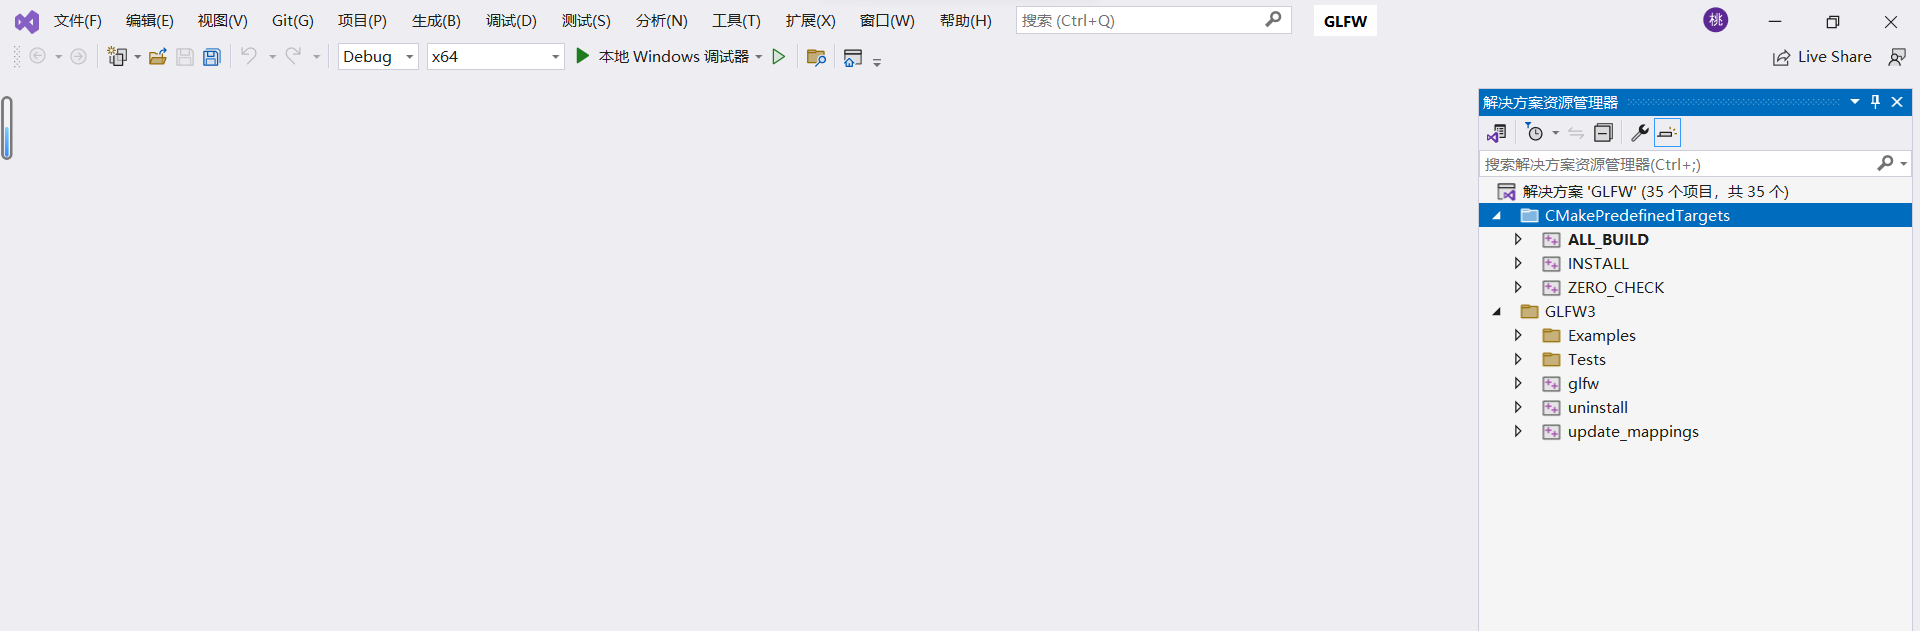 文件(F) 编辑(E) 视图(V) Git(G) 项目(P) 生成(B) 调试(D) 测试(S) 分析(N) 工具(T) 扩展(X) 窗口(W) 帮助(H) 搜索 (Ctrl+Q) GLFW 桃
Debug x64 本地 Windows 调试器 Live Share
解决方案资源管理器
搜索解决方案资源管理器(Ctrl+;)
解决方案 'GLFW' (35 个项目, 共 35 个)
CMakePredefinedTargets
ALL_BUILD
INSTALL
ZERO_CHECK
GLFW3
Examples
Tests
glfw
uninstall
update_mappings